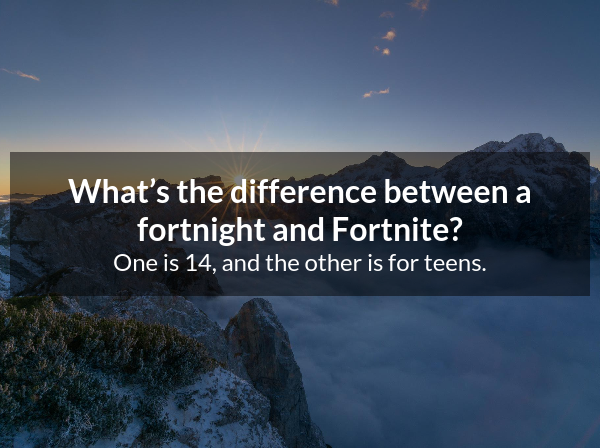 What’s the difference between a
fortnight and Fortnite?
One is 14, and the other is for teens.